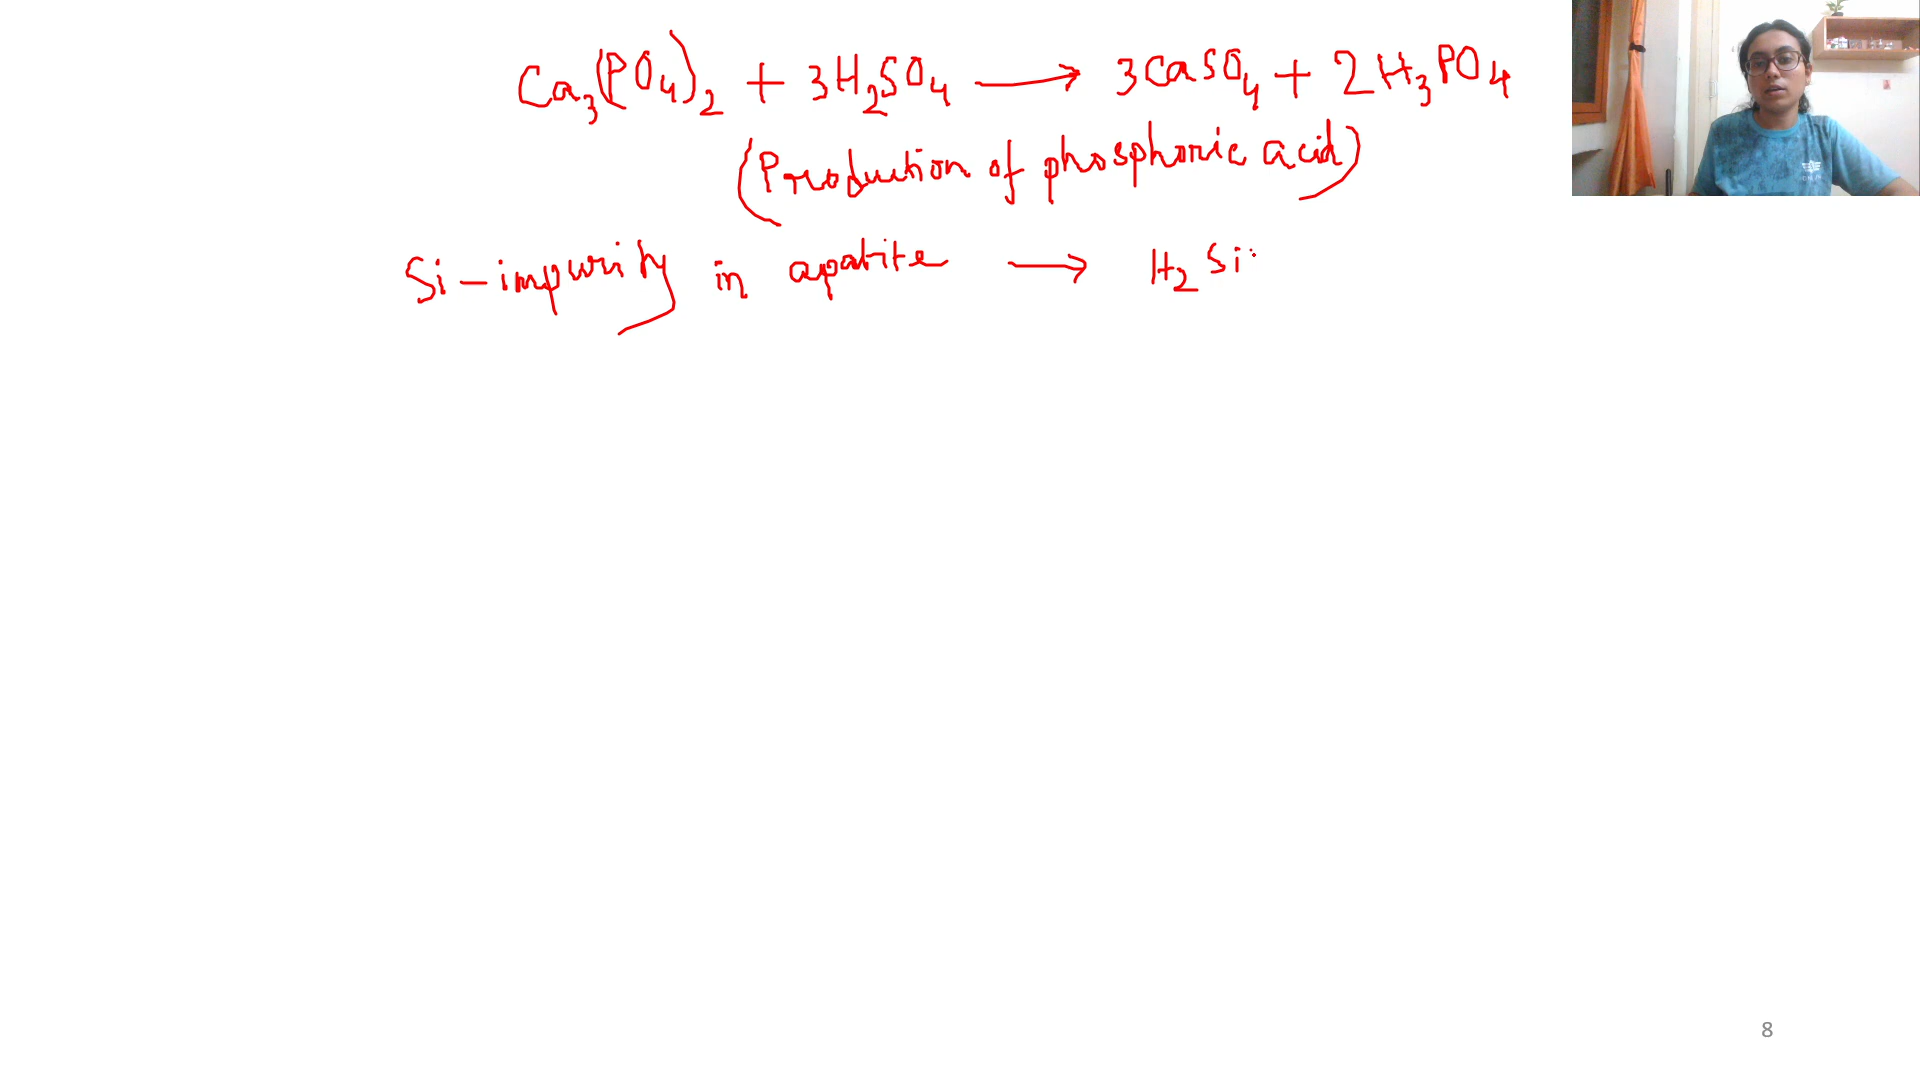 Ca₃(PO₄)₂ + 3H₂SO₄ ⟶ 3CaSO₄ + 2H₃PO₄
(Production of phosphoric acid)
Si-impurity in apatite ⟶ H₂Si
8